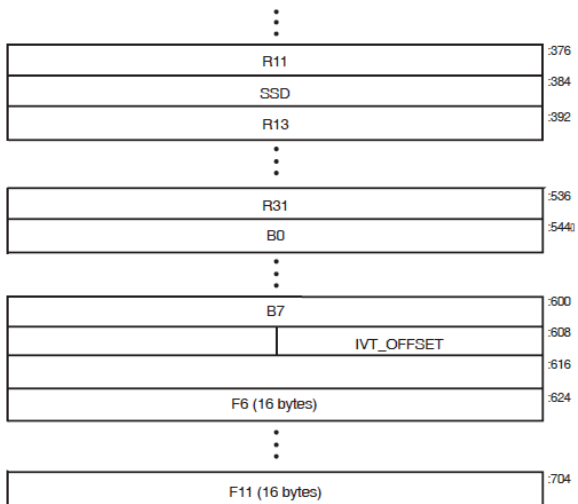 R11 :376
SSD :384
R13 :392
R31 :536
B0 :544▯
B7 :600
IVT_OFFSET :608
:616
F6 (16 bytes) :624
F11 (16 bytes) :704